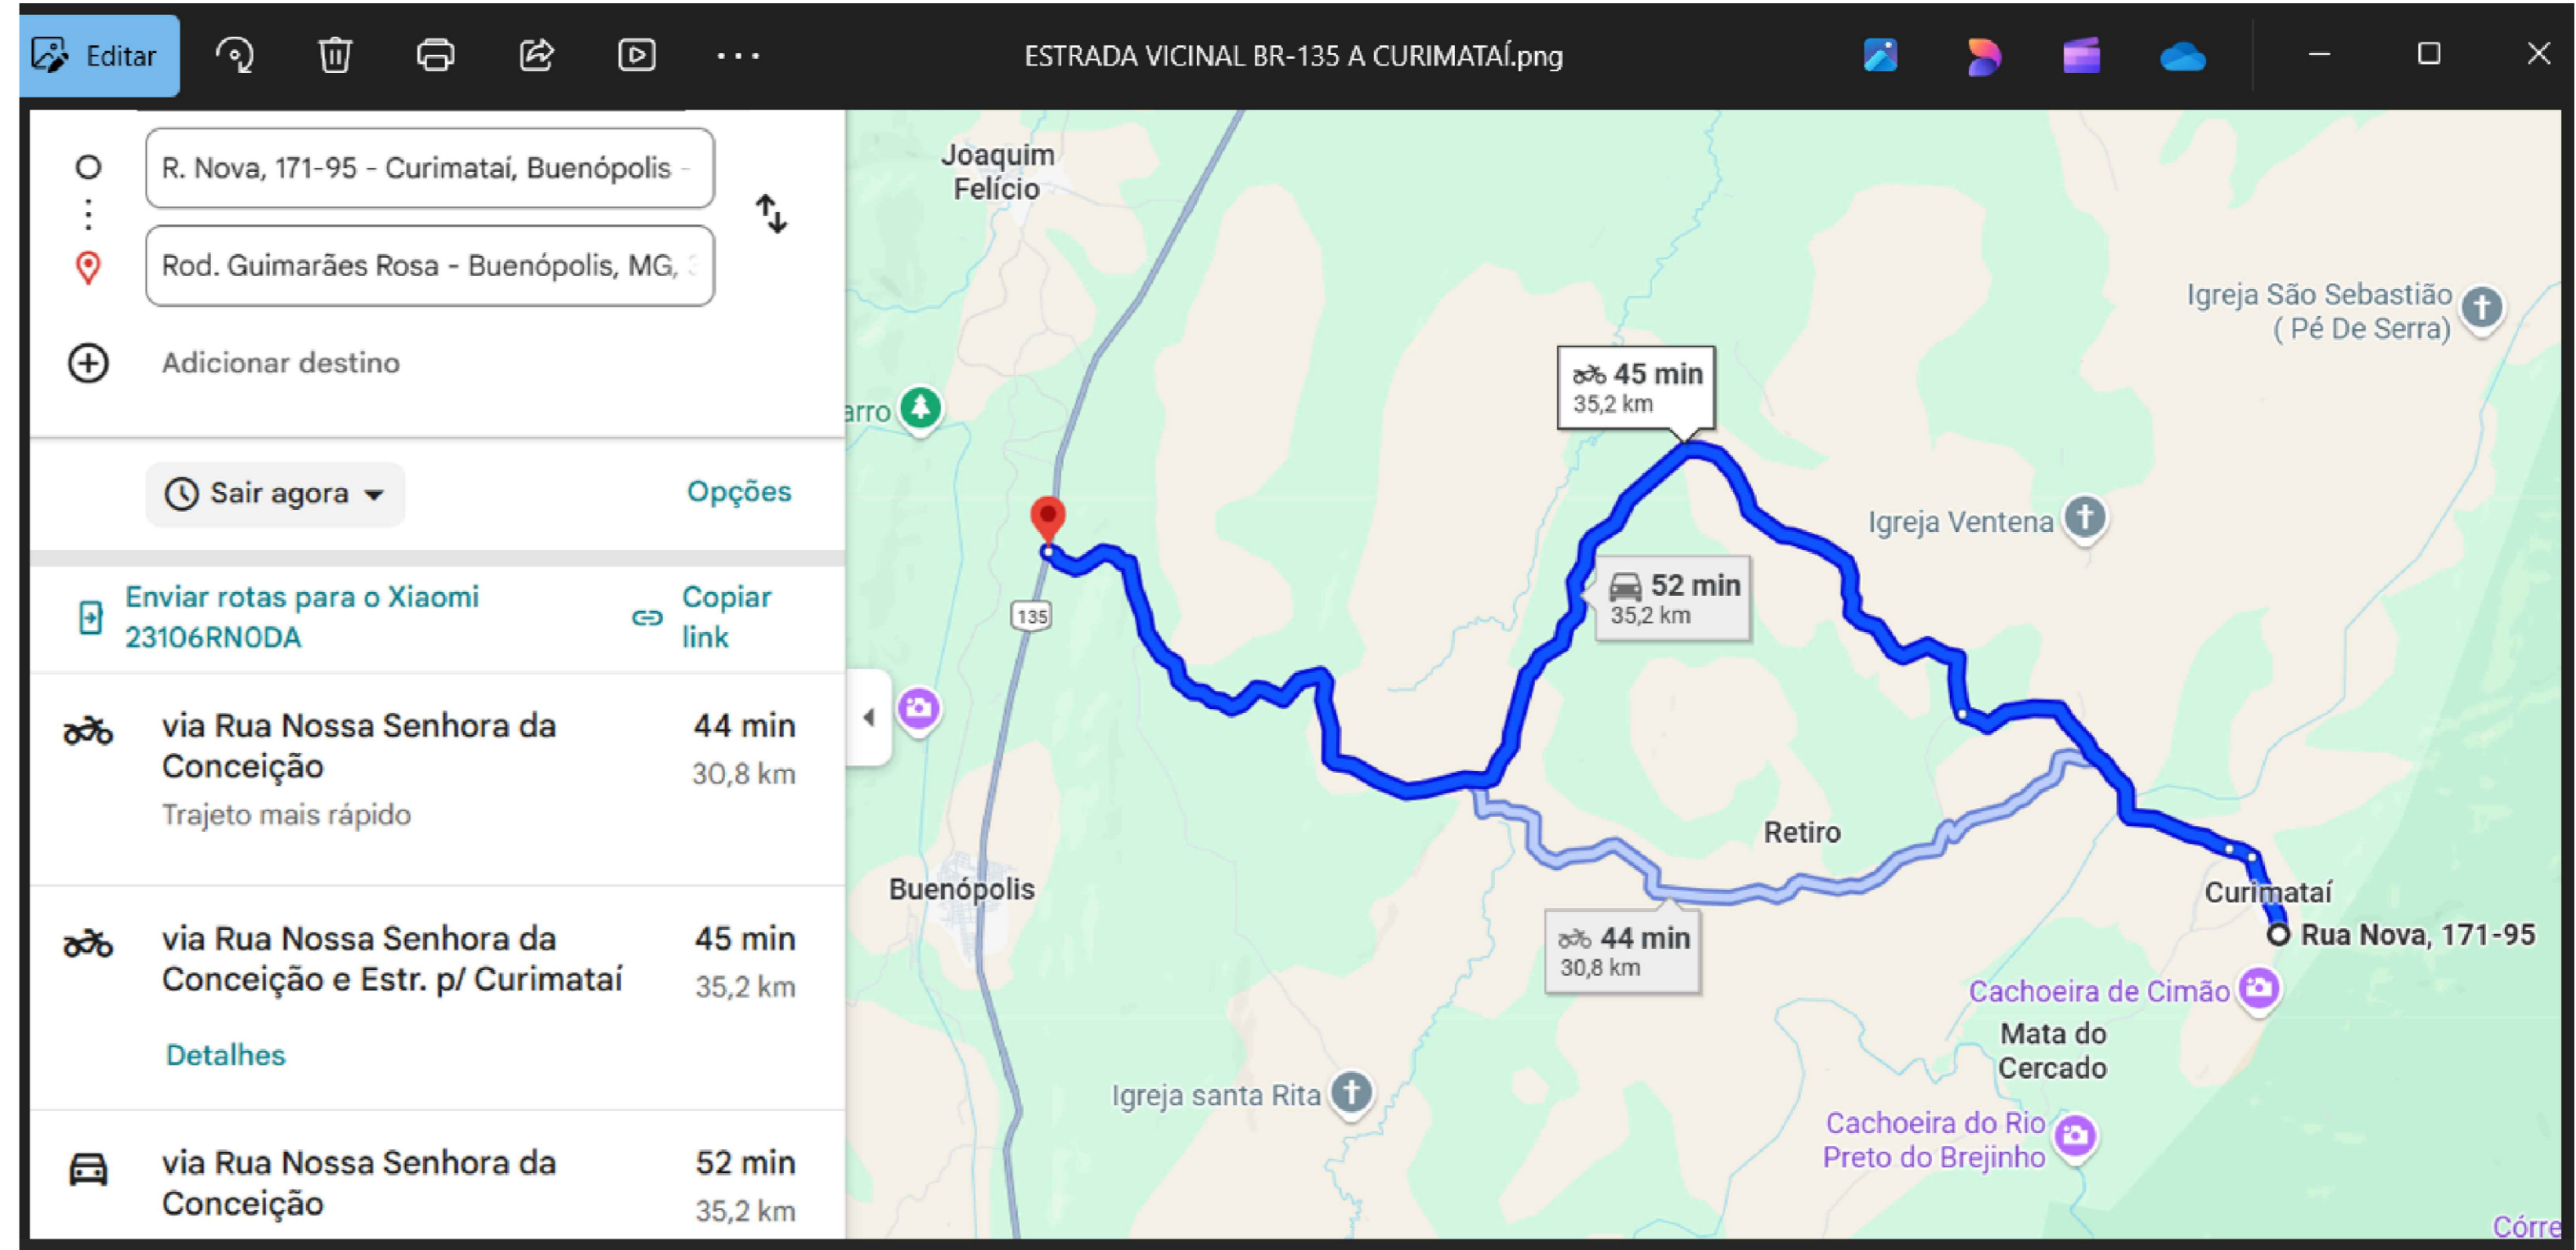 Editar
ESTRADA VICINAL BR-135 A CURIMATAÍ.png
R. Nova, 171-95 - Curimataí, Buenópolis -
Rod. Guimarães Rosa - Buenópolis, MG,
Adicionar destino
Sair agora
Opções
Enviar rotas para o Xiaomi
23106RN0DA
Copiar
link
via Rua Nossa Senhora da
Conceição
44 min
30,8 km
Trajeto mais rápido
via Rua Nossa Senhora da
Conceição e Estr. p/ Curimataí
45 min
35,2 km
Detalhes
via Rua Nossa Senhora da
Conceição
52 min
35,2 km
Joaquim
Felício
arro
135
Buenópolis
45 min
35,2 km
52 min
35,2 km
44 min
30,8 km
Igreja São Sebastião
( Pé De Serra)
Igreja Ventena
Retiro
Curimataí
Rua Nova, 171-95
Cachoeira de Cimão
Mata do
Cercado
Igreja santa Rita
Cachoeira do Rio
Preto do Brejinho
Córre